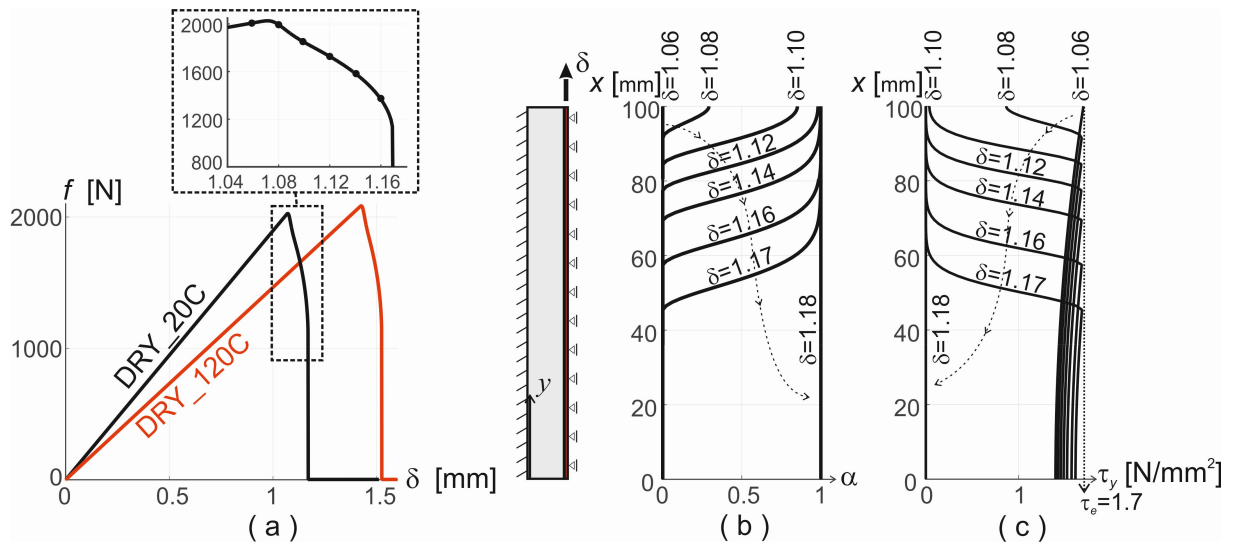 2000
1600
1200
800
1.04
1.08
1.12
1.16
f [N]
2000
1000
0
DRY_20C
DRY_120C
0
0.5
1
1.5
δ [mm]
( a )
δ
y
x [mm]
δ=1.06
δ=1.08
δ=1.10
100
80
60
40
20
0
δ=1.12
δ=1.14
δ=1.16
δ=1.17
δ=1.18
0
0.5
1
α
( b )
x [mm]
δ=1.10
δ=1.08
δ=1.06
100
80
60
40
20
0
δ=1.12
δ=1.14
δ=1.16
δ=1.17
δ=1.18
0
1
τy [N/mm²]
τe=1.7
( c )